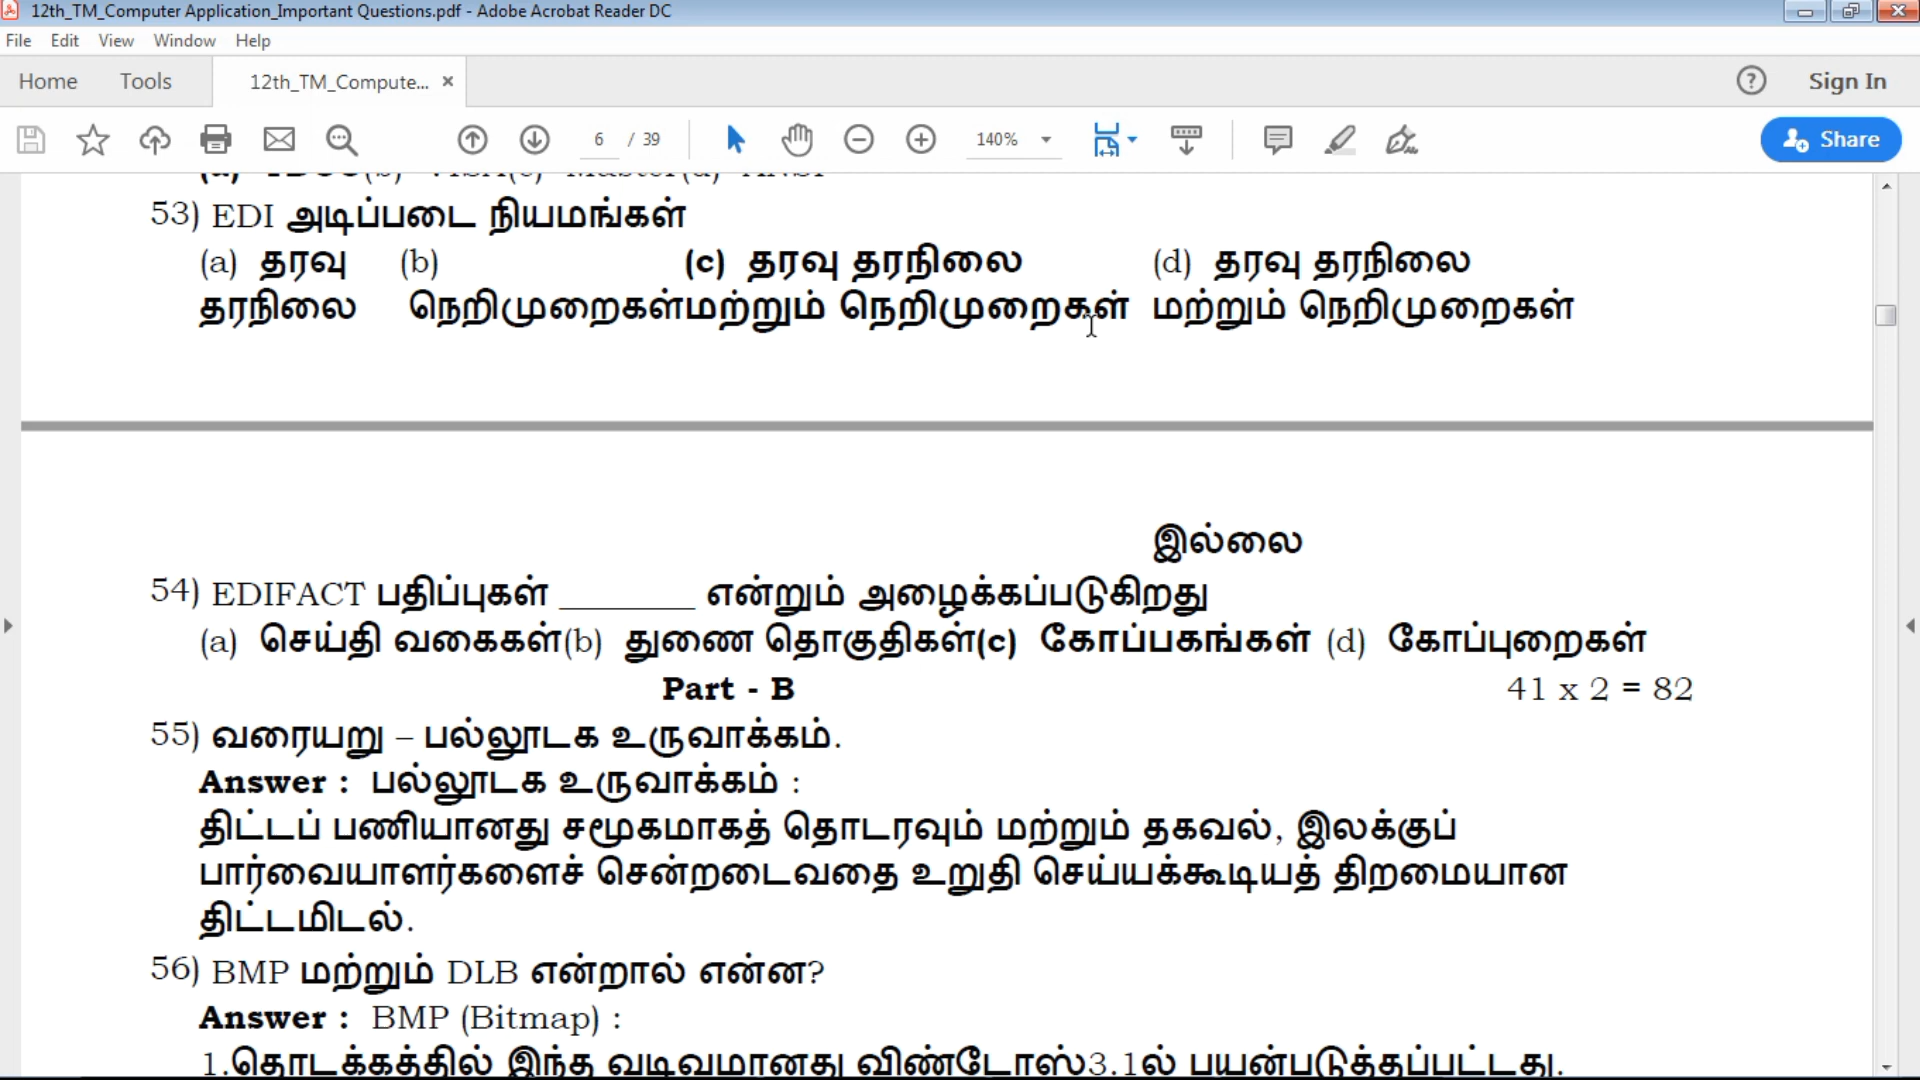 12th_TM_Computer Application_Important Questions.pdf - Adobe Acrobat Reader DC
File Edit View Window Help
Home Tools 12th_TM_Compute... × ? Sign In
6 / 39 140% Share
53) EDI அடிப்படை நியமங்கள்
(a) தரவு (b) (c) தரவு தரநிலை (d) தரவு தரநிலை
தரநிலை நெறிமுறைகள்மற்றும் நெறிமுறைகள் மற்றும் நெறிமுறைகள்
இல்லை
54) EDIFACT பதிப்புகள் ________ என்றும் அழைக்கப்படுகிறது
(a) செய்தி வகைகள்(b) துணை தொகுதிகள்(c) கோப்பகங்கள் (d) கோப்புறைகள்
Part - B 41 x 2 = 82
55) வரையறு – பல்லூடக உருவாக்கம்.
Answer : பல்லூடக உருவாக்கம் :
திட்டப் பணியானது சமூகமாகத் தொடரவும் மற்றும் தகவல், இலக்குப்
பார்வையாளர்களைச் சென்றடைவதை உறுதி செய்யக்கூடியத் திறமையான
திட்டமிடல்.
56) BMP மற்றும் DLB என்றால் என்ன?
Answer : BMP (Bitmap) :
1.தொடக்கத்தில் இந்த வடிவமானது விண்டோஸ்3.1ல் பயன்படுத்தப்பட்டது.